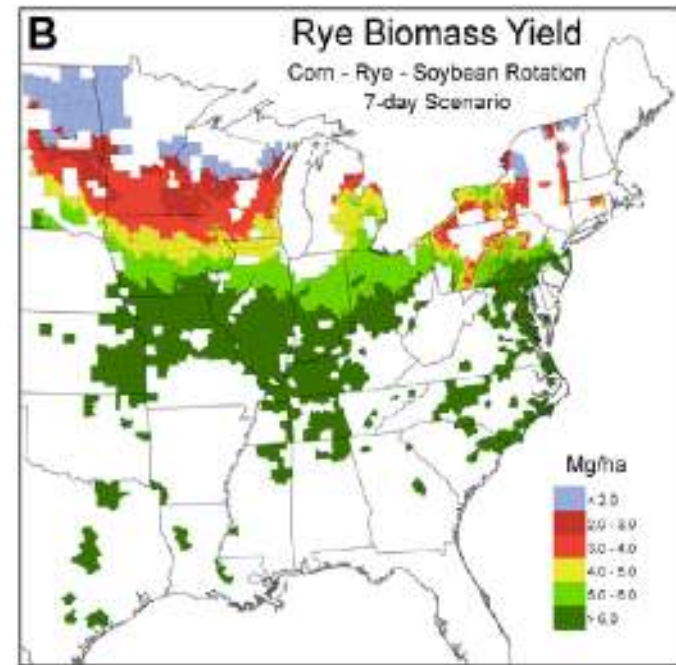 B
Rye Biomass Yield
Corn - Rye - Soybean Rotation
7-day Scenario
Mg/ha
< 2.0
2.0 - 3.0
3.0 - 4.0
4.0 - 5.0
5.0 - 6.0
> 6.0